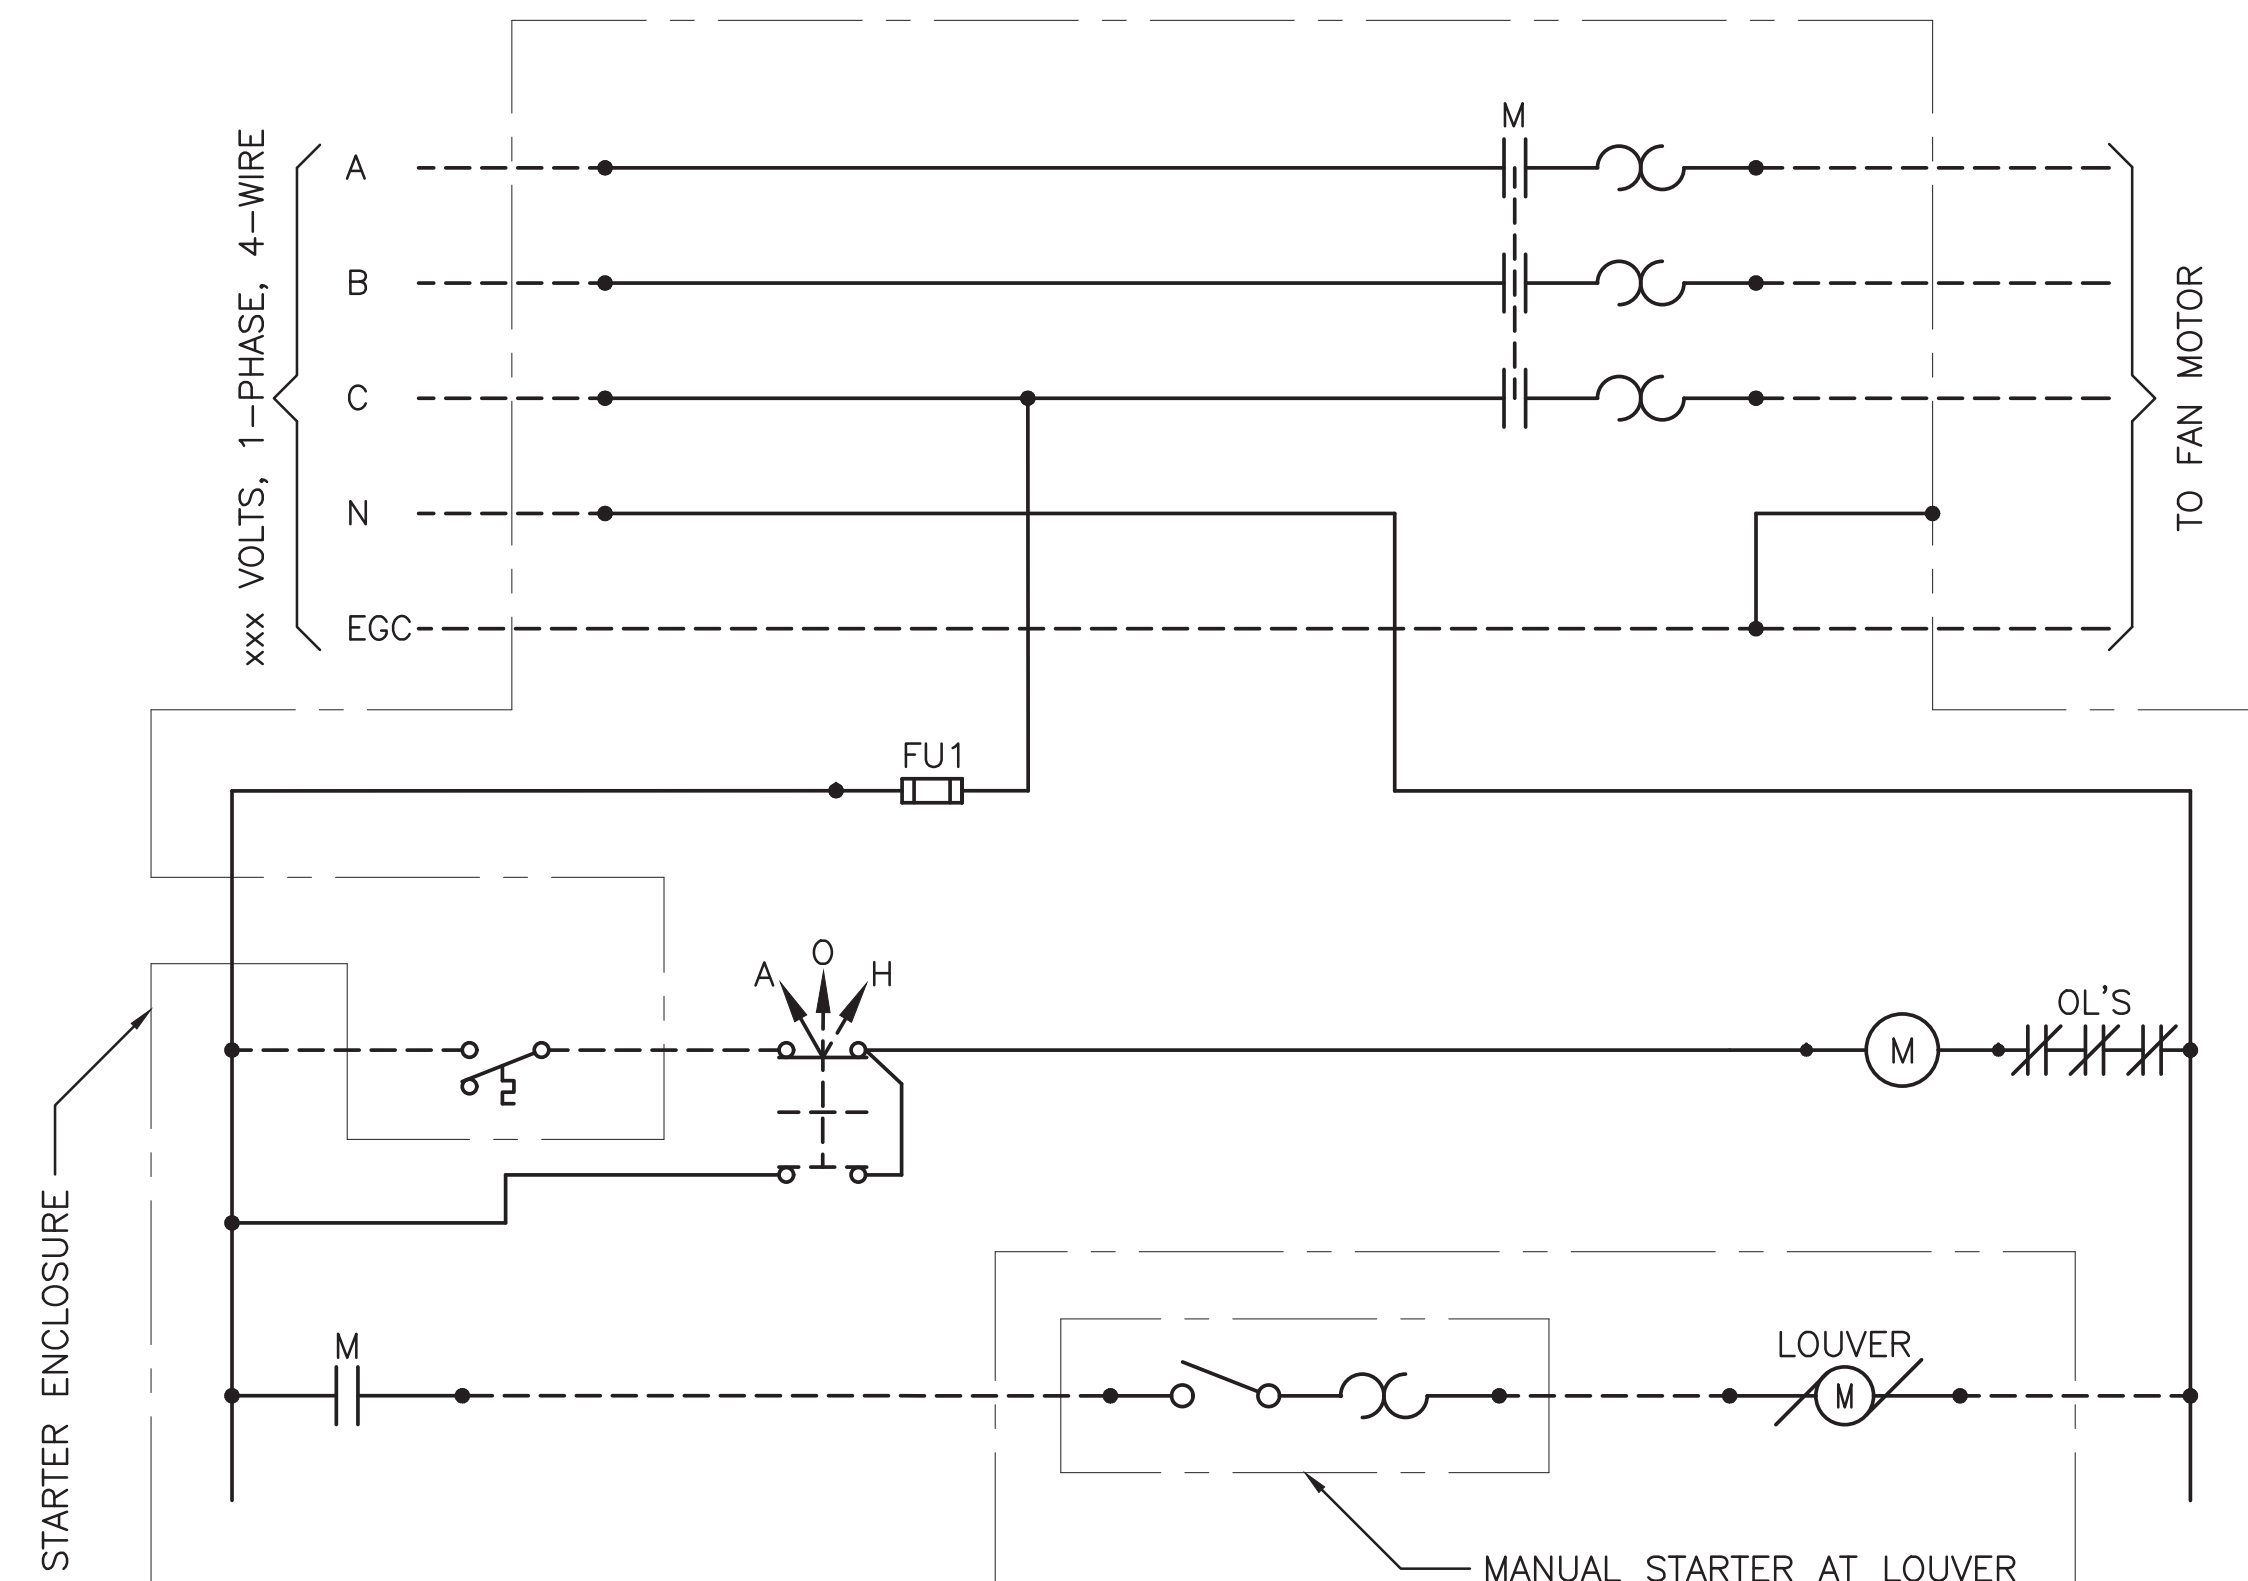 M
A
B
C
N
EGC
xxx VOLTS, 1-PHASE, 4-WIRE
TO FAN MOTOR
FU1
A
O
H
OL'S
M
STARTER ENCLOSURE
M
LOUVER
M
MANUAL STARTER AT LOUVER